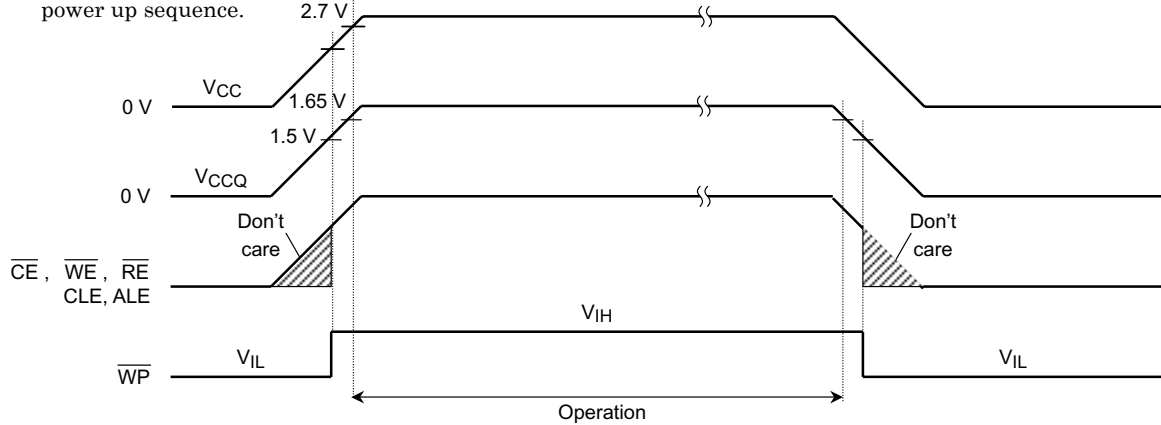 power up sequence.
2.7 V
VCC
0 V
1.65 V
1.5 V
VCCQ
0 V
Don't
care
Don't
care
CE , WE , RE
CLE, ALE
VIH
VIL
VIL
WP
Operation